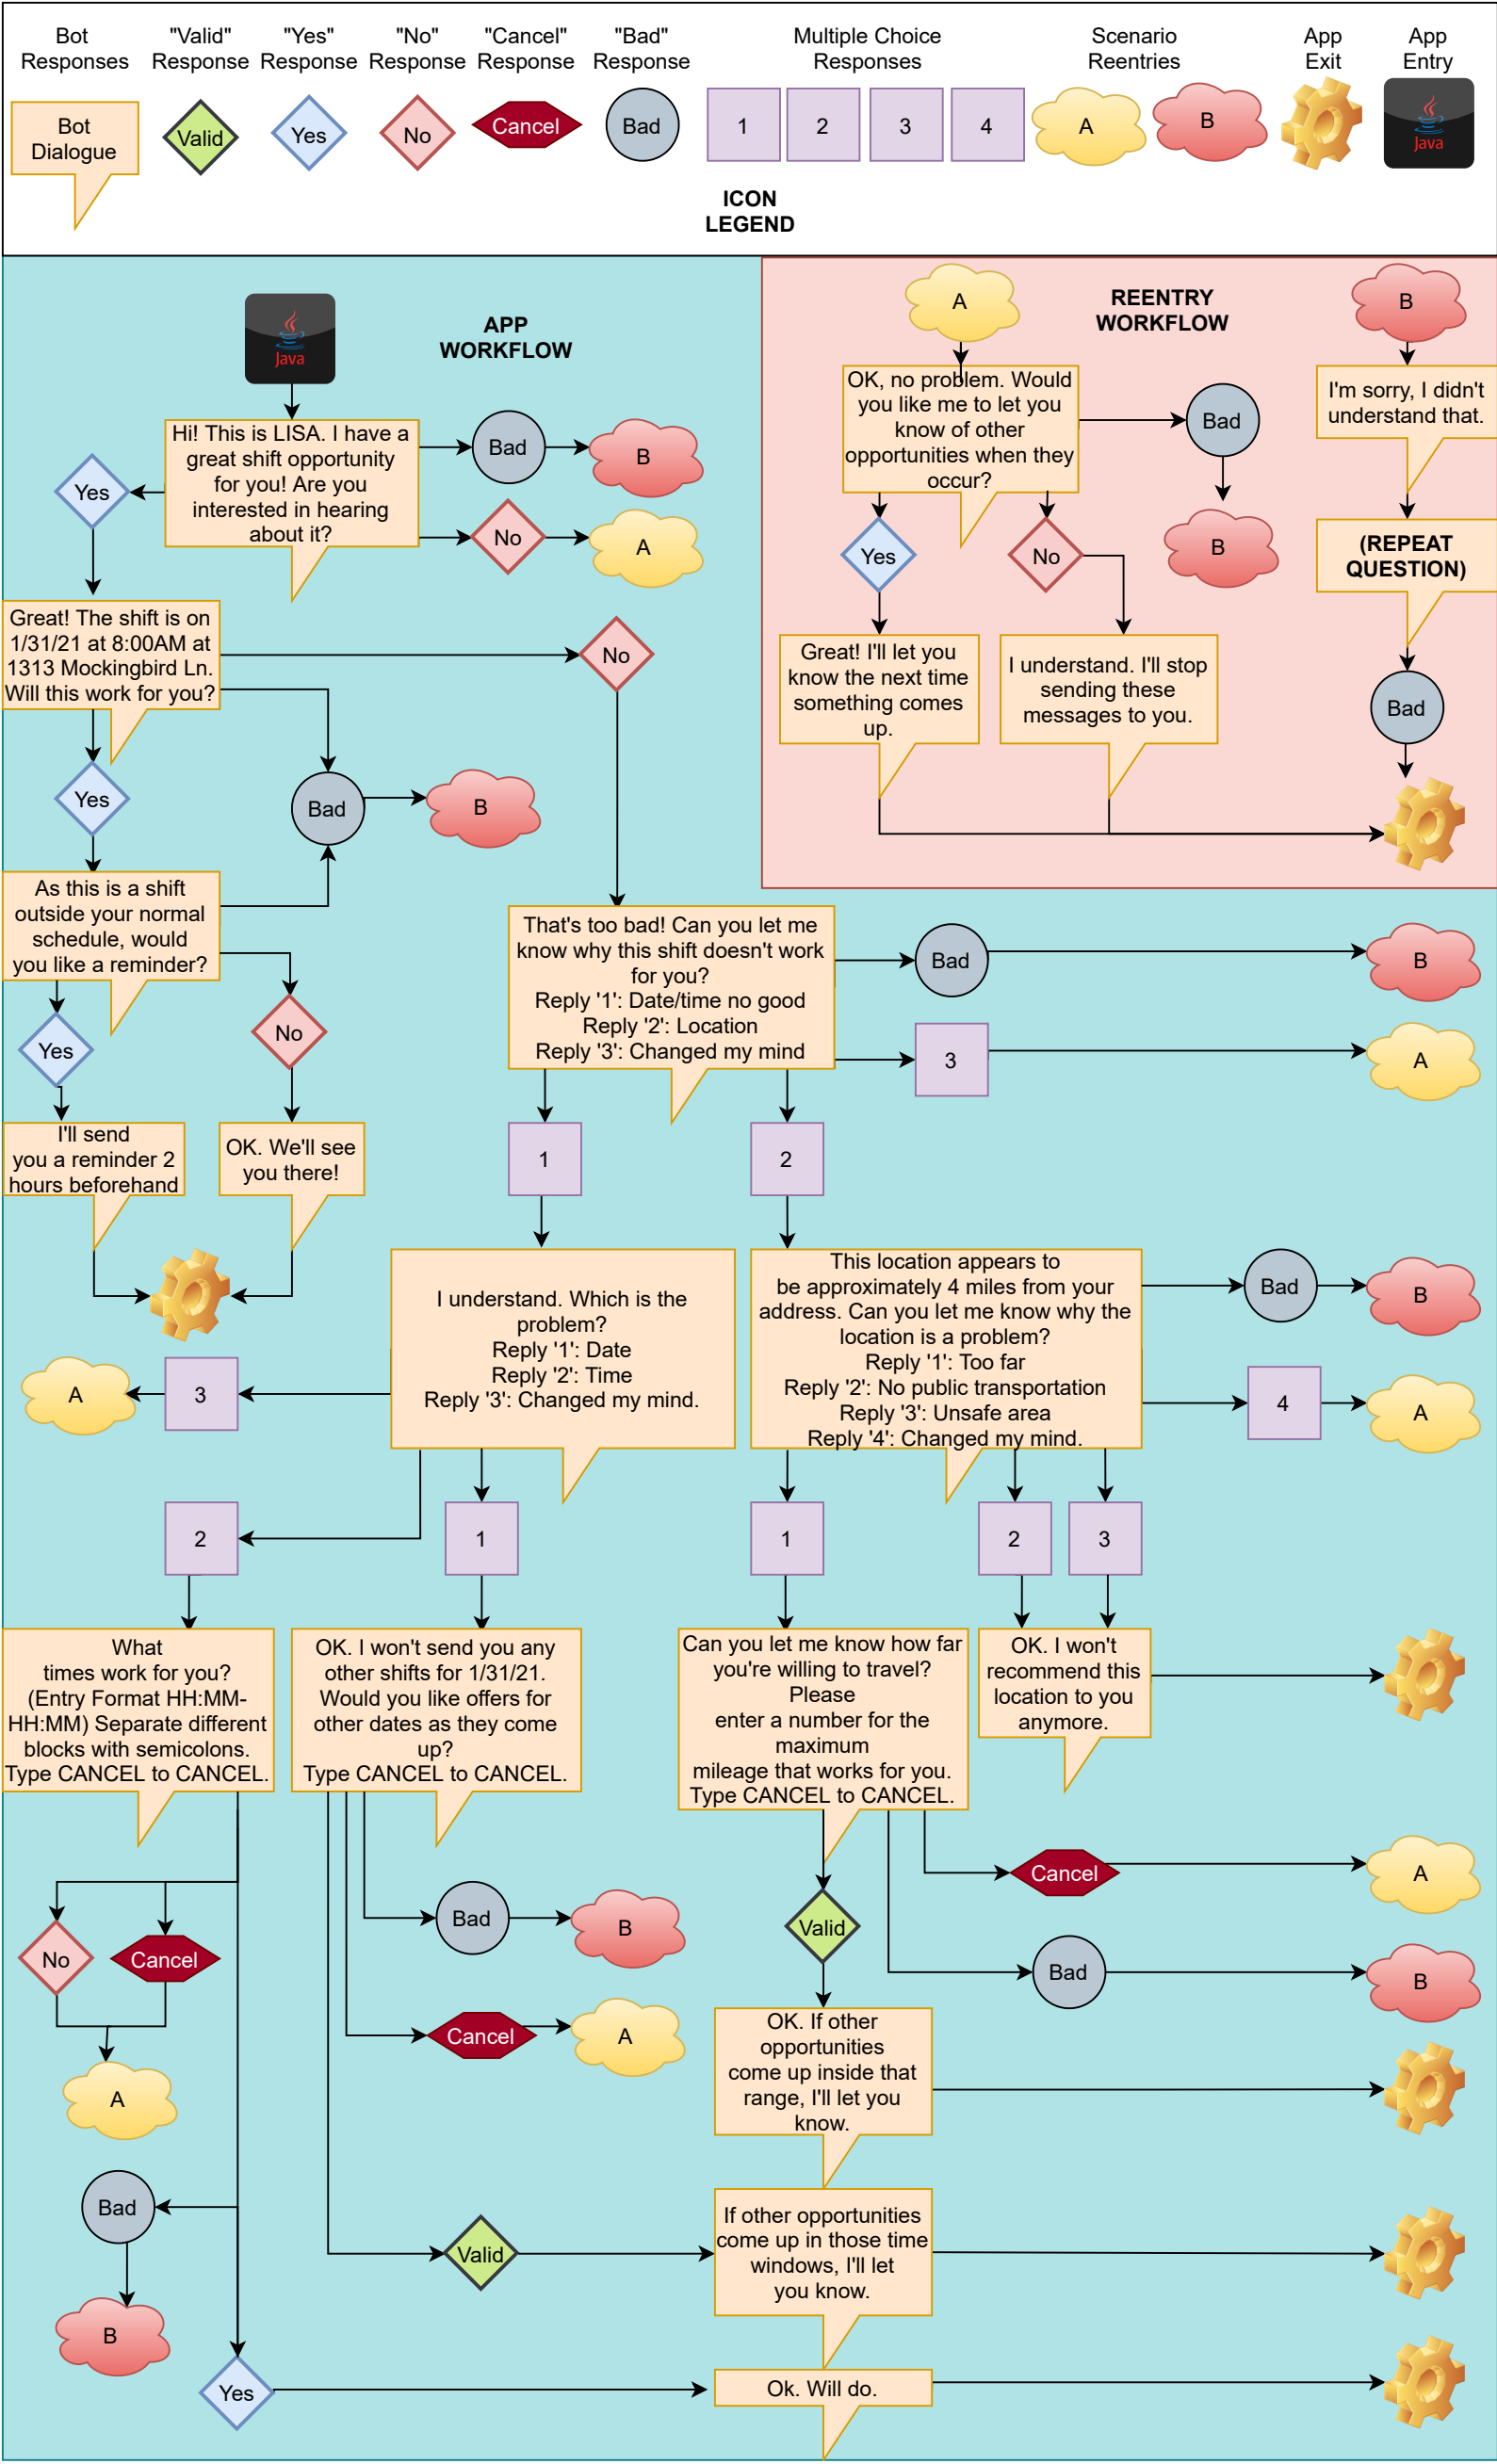 Bot
Responses
"Valid"
Response
"Yes"
Response
"No"
Response
"Cancel"
Response
"Bad"
Response
Multiple Choice
Responses
Scenario
Reentries
App
Exit
App
Entry
Bot
Dialogue
Valid
Yes
No
Cancel
Bad
1
2
3
4
A
B
Java
ICON
LEGEND
APP
WORKFLOW
Java
Hi! This is LISA. I have a
great shift opportunity
for you! Are you
interested in hearing
about it?
Bad
B
No
A
Yes
Great! The shift is on
1/31/21 at 8:00AM at
1313 Mockingbird Ln.
Will this work for you?
No
Yes
Bad
B
As this is a shift
outside your normal
schedule, would
you like a reminder?
Yes
No
I'll send
you a reminder 2
hours beforehand
OK. We'll see
you there!
REENTRY
WORKFLOW
A
OK, no problem. Would
you like me to let you
know of other
opportunities when they
occur?
Bad
B
Yes
No
Great! I'll let you
know the next time
something comes
up.
I understand. I'll stop
sending these
messages to you.
B
I'm sorry, I didn't
understand that.
(REPEAT
QUESTION)
Bad
That's too bad! Can you let me
know why this shift doesn't work
for you?
Reply '1': Date/time no good
Reply '2': Location
Reply '3': Changed my mind
Bad
B
3
A
1
2
I understand. Which is the
problem?
Reply '1': Date
Reply '2': Time
Reply '3': Changed my mind.
3
A
This location appears to
be approximately 4 miles from your
address. Can you let me know why the
location is a problem?
Reply '1': Too far
Reply '2': No public transportation
Reply '3': Unsafe area
Reply '4': Changed my mind.
Bad
B
4
A
2
1
1
2
3
What
times work for you?
(Entry Format HH:MM-
HH:MM) Separate different
blocks with semicolons.
Type CANCEL to CANCEL.
OK. I won't send you any
other shifts for 1/31/21.
Would you like offers for
other dates as they come
up?
Type CANCEL to CANCEL.
Can you let me know how far
you're willing to travel?
Please
enter a number for the
maximum
mileage that works for you.
Type CANCEL to CANCEL.
OK. I won't
recommend this
location to you
anymore.
No
Cancel
A
Bad
B
Yes
Bad
B
Cancel
A
Valid
Valid
Cancel
A
Bad
B
OK. If other
opportunities
come up inside that
range, I'll let you
know.
If other opportunities
come up in those time
windows, I'll let
you know.
Ok. Will do.